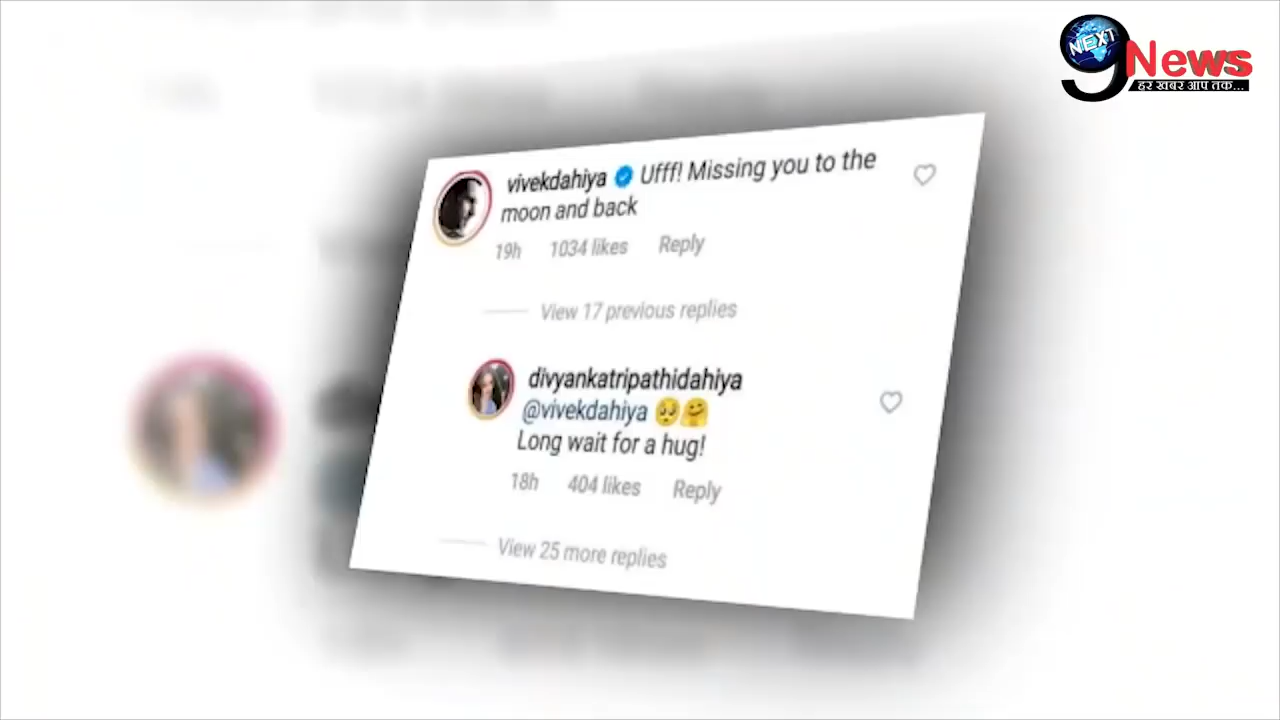 NEXT
9 News
हर खबर आप तक...
vivekdahiya Ufff! Missing you to the
moon and back
19h 1034 likes Reply
View 17 previous replies
divyankatripathidahiya
@vivekdahiya 🥺🤗
Long wait for a hug!
18h 404 likes Reply
View 25 more replies